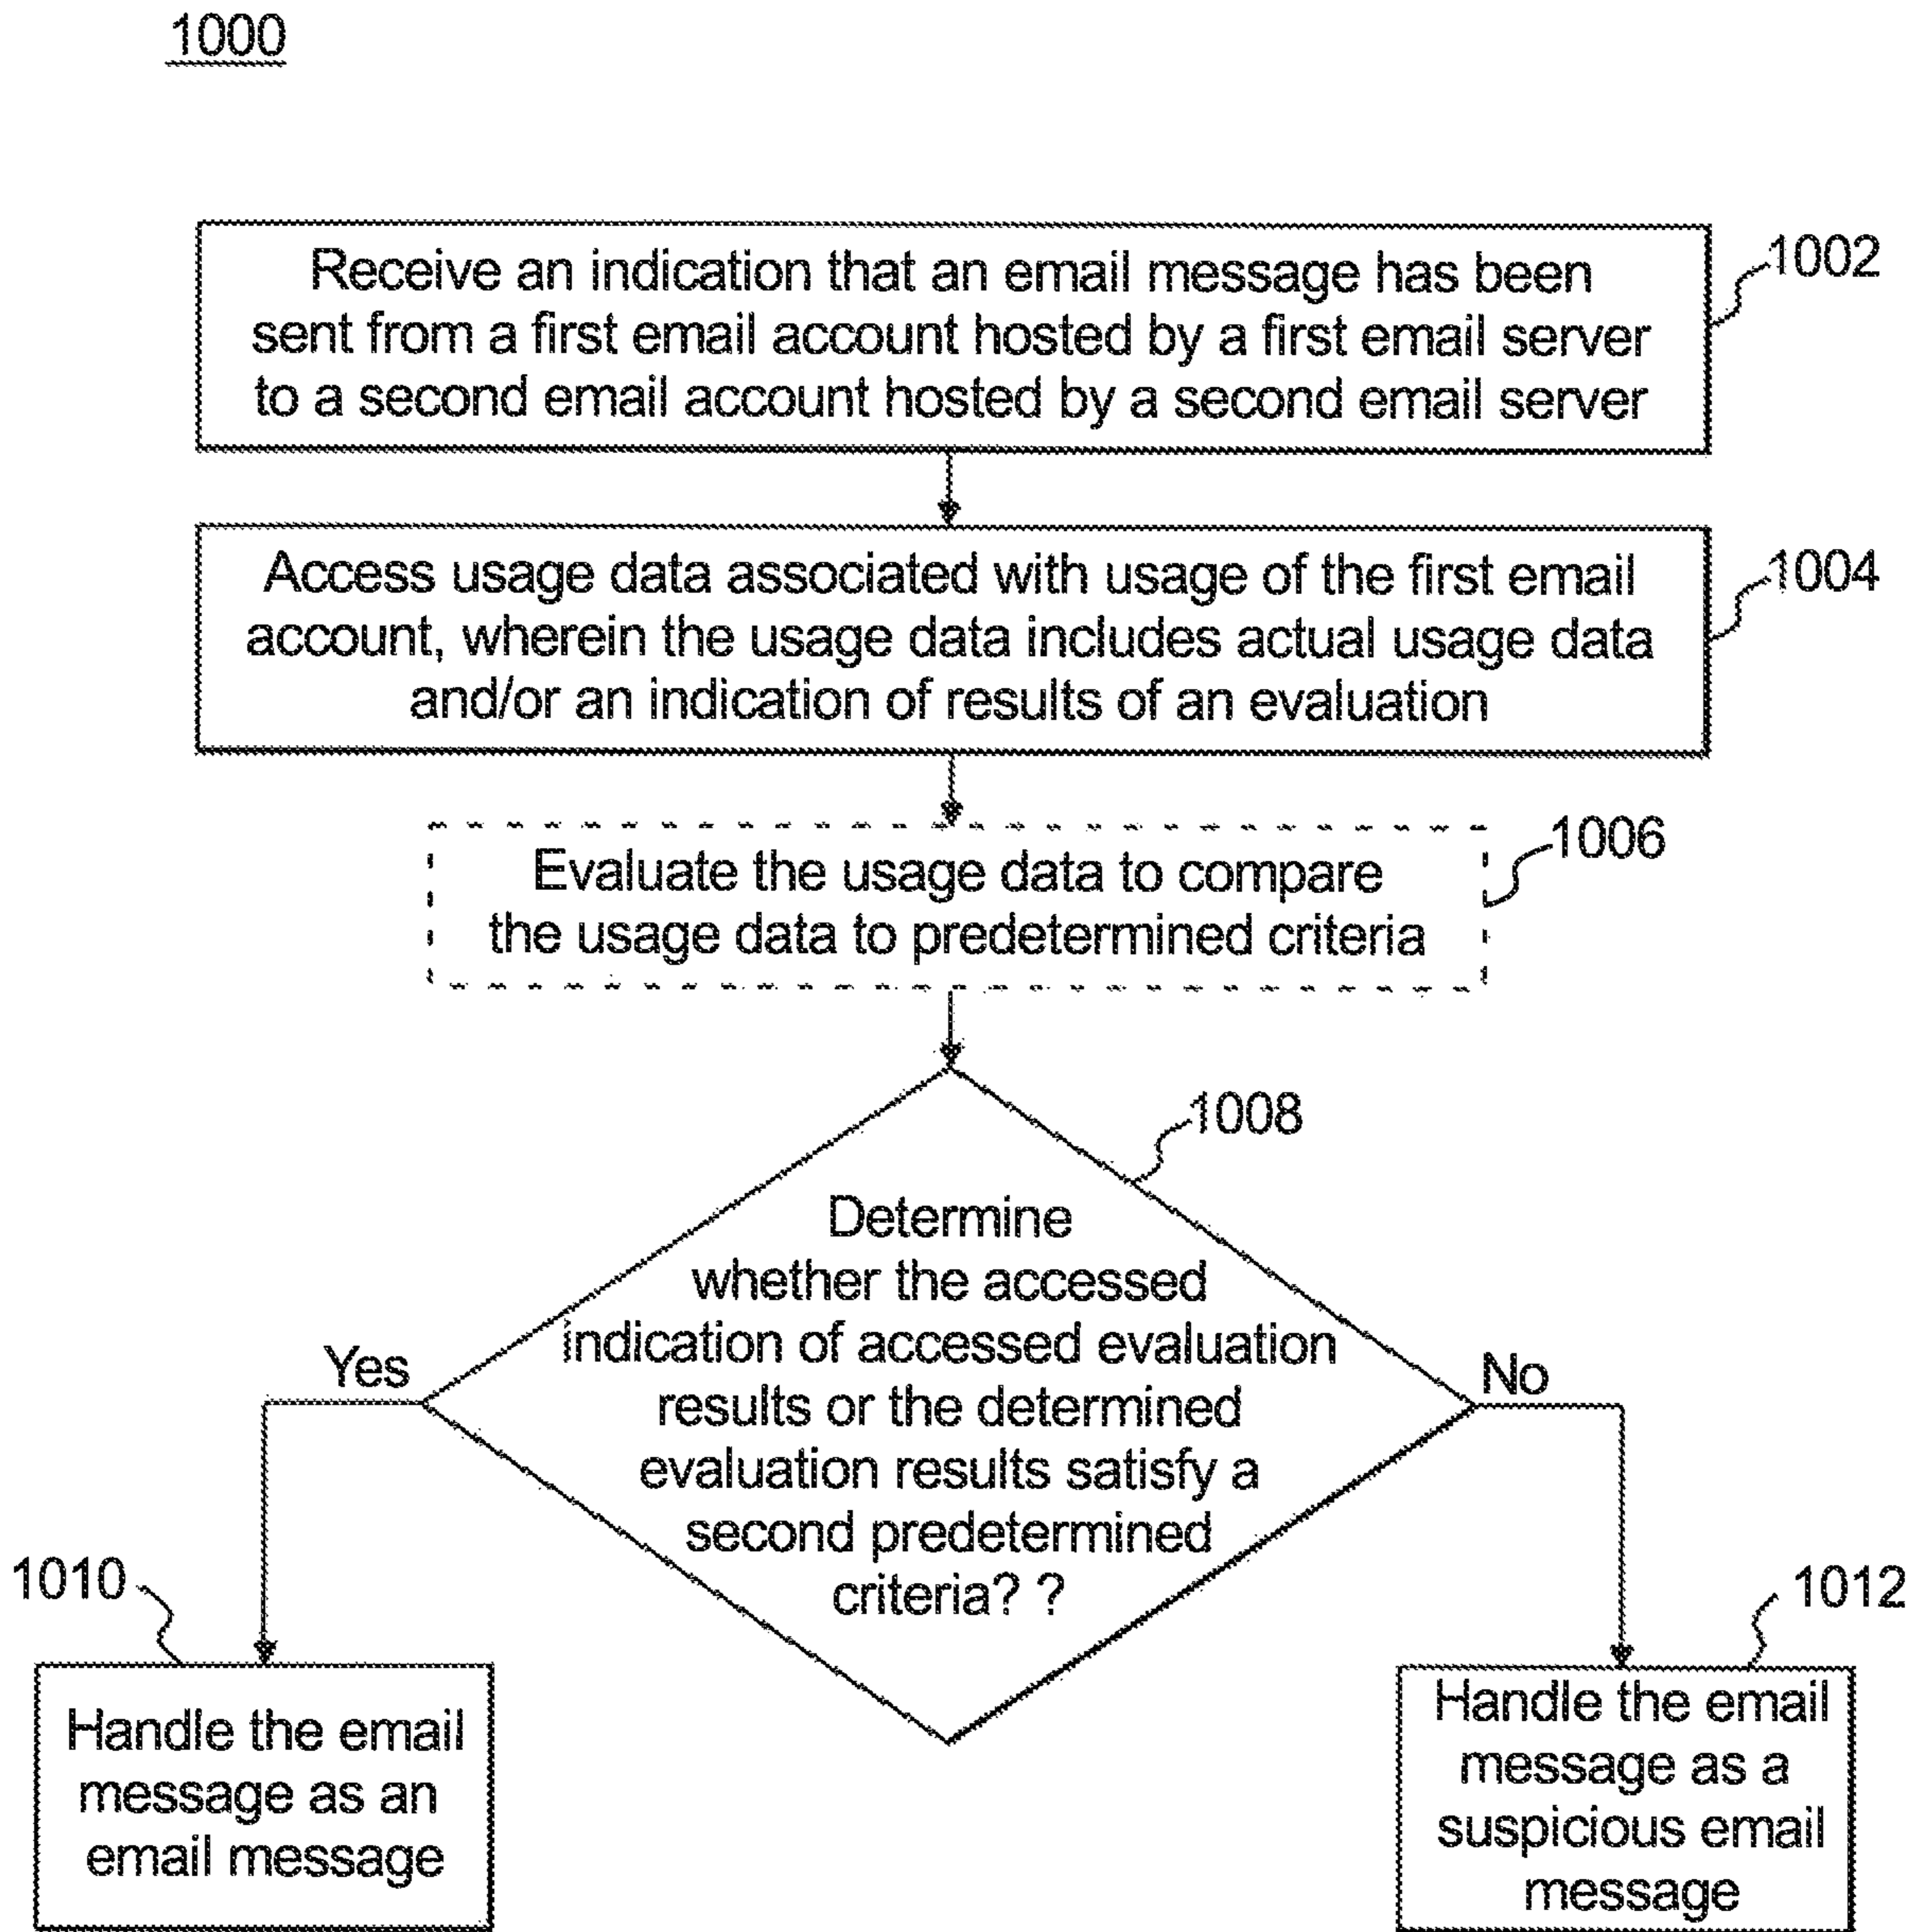 1000
Receive an indication that an email message has been
sent from a first email account hosted by a first email server
to a second email account hosted by a second email server
1002
Access usage data associated with usage of the first email
account, wherein the usage data includes actual usage data
and/or an indication of results of an evaluation
1004
Evaluate the usage data to compare
the usage data to predetermined criteria
1006
1008
Determine
whether the accessed
indication of accessed evaluation
results or the determined
evaluation results satisfy a
second predetermined
criteria? ?
Yes
No
1010
Handle the email
message as an
email message
1012
Handle the email
message as a
suspicious email
message